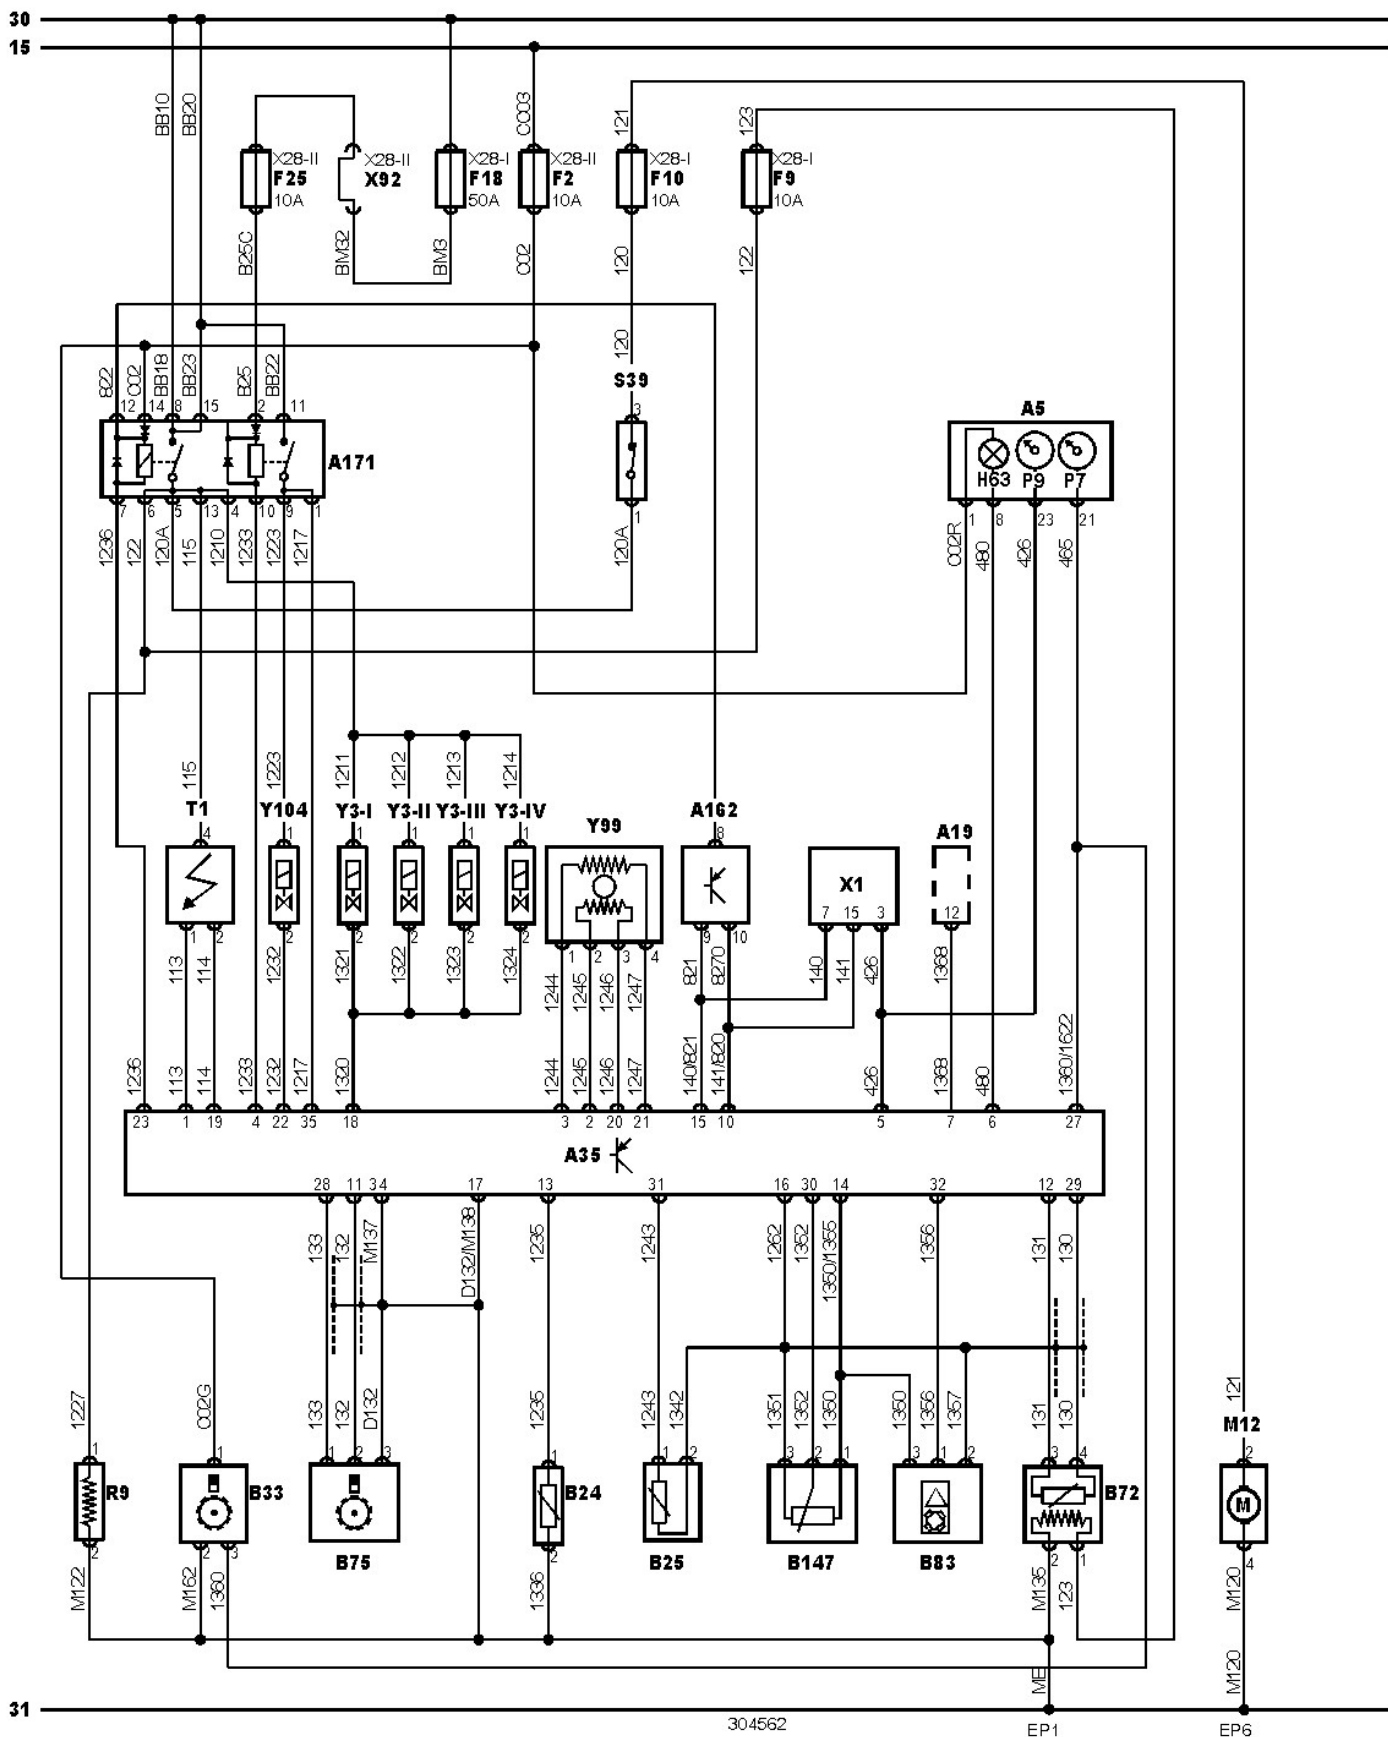 30
15
BB10 BB20 CC03 121 123
X28-II X28-II X28-I X28-II X28-I X28-I
F25 X92 F18 F2 F10 F9
10A 50A 10A 10A 10A
B25C BM32 BM3 C02 120 122
822 C02 BB18 BB23 B25 BB22 120
S39
12 14 8 15 2 11 3
A5
A171
H63 P9 P7
7 6 5 13 4 10 9 1 1 1 8 23 21
1236 122 120A 115 1210 1233 1223 1217 120A C02R 480 426 465
115 1223 1211 1212 1213 1214
T1 Y104 Y3-I Y3-II Y3-III Y3-IV A162
Y99 A19
4 1 1 1 1 1 8
X1
7 15 3 12
1 2 2 2 2 2 2 1 2 3 4 9 10
113 114 1232 1321 1322 1323 1324 1244 1245 1246 1247 821 8270 140 141 426 1368
1236 113 114 1233 1232 1217 1320 1244 1245 1246 1247 140/821 141/820 426 1368 480 1360/1622
23 1 19 4 22 35 18 3 2 20 21 15 10 5 7 6 27
A35
28 11 34 17 13 31 16 30 14 32 12 29
133 132 M137 D132/M138 1235 1243 1262 1352 1350/1355 1356 131 130
1227 C02G 133 132 D132 1235 1243 1342 1351 1352 1350 1350 1356 1357 131 130 121
M12
1 1 1 2 3 1 1 2 3 2 1 3 1 2 3 4 2
R9 B33 B24 B72 M
B75 B25 B147 B83
2 2 3 2 2 1 4
M122 M162 1360 1336 M135 123 M120
ME M120
31
304562 EP1 EP6